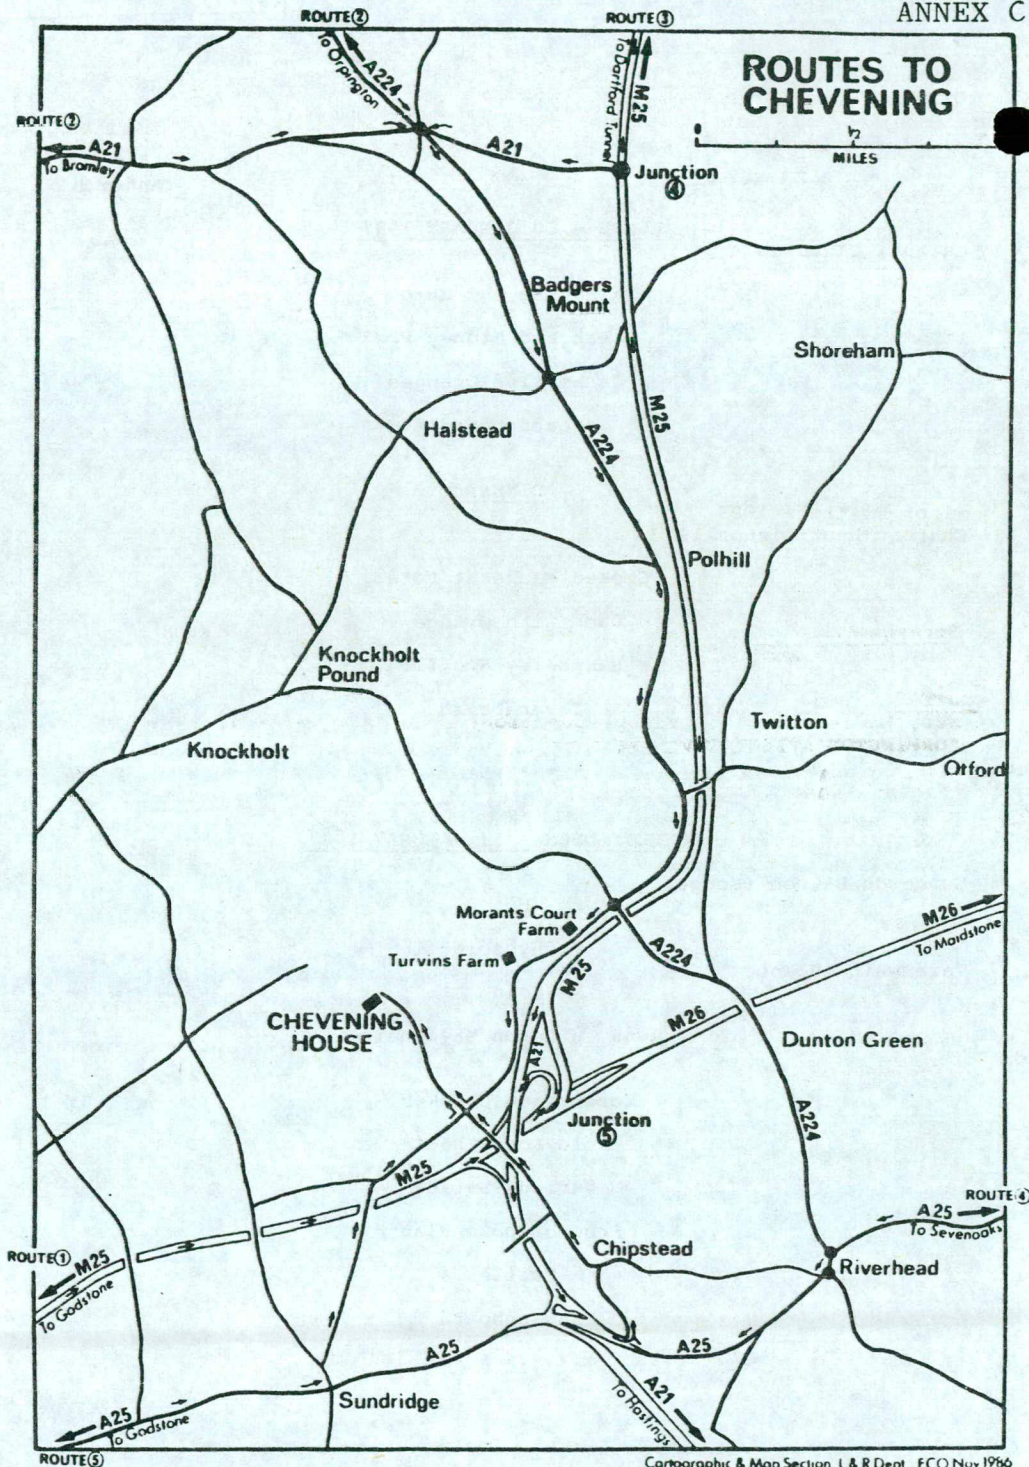 ANNEX C
ROUTE②
ROUTE③
ROUTES TO
CHEVENING
0
½
MILES
To Orpington
A224
To Dartford Tunnel
M25
ROUTE②
A21
To Bromley
A21
Junction
④
Badgers
Mount
Shoreham
M25
Halstead
A224
Polhill
Knockholt
Pound
Twitton
Knockholt
Otford
Morants Court
Farm
M26
To Maidstone
Turvins Farm
A224
M25
CHEVENING
HOUSE
M26
A21
Dunton Green
Junction
⑤
A224
M25
ROUTE④
A25
To Sevenoaks
ROUTE①
M25
To Godstone
Chipstead
Riverhead
A25
A25
Sundridge
A21
To Hastings
A25
To Godstone
ROUTE⑤
Cartographic & Map Section, L & R Dept. FCO Nov 1986